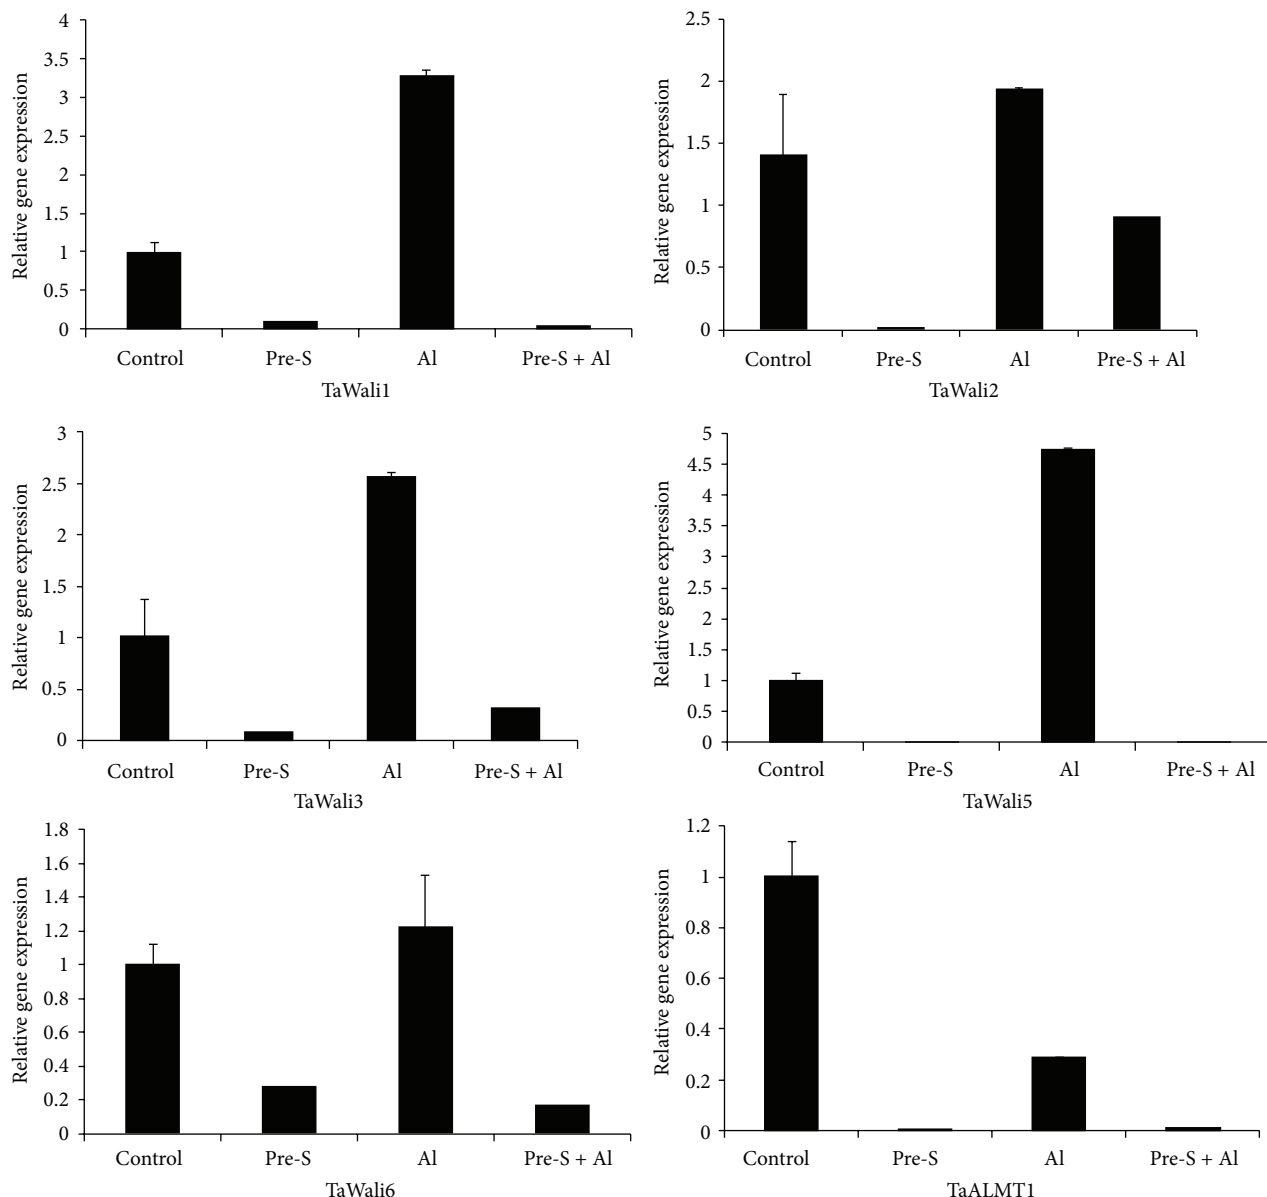 Relative gene expression
4
3.5
3
2.5
2
1.5
1
0.5
0
Control Pre-S Al Pre-S + Al
TaWali1
Relative gene expression
2.5
2
1.5
1
0.5
0
Control Pre-S Al Pre-S + Al
TaWali2
Relative gene expression
3
2.5
2
1.5
1
0.5
0
Control Pre-S Al Pre-S + Al
TaWali3
Relative gene expression
5
4.5
4
3.5
3
2.5
2
1.5
1
0.5
0
Control Pre-S Al Pre-S + Al
TaWali5
Relative gene expression
1.8
1.6
1.4
1.2
1
0.8
0.6
0.4
0.2
0
Control Pre-S Al Pre-S + Al
TaWali6
Relative gene expression
1.2
1
0.8
0.6
0.4
0.2
0
Control Pre-S Al Pre-S + Al
TaALMT1